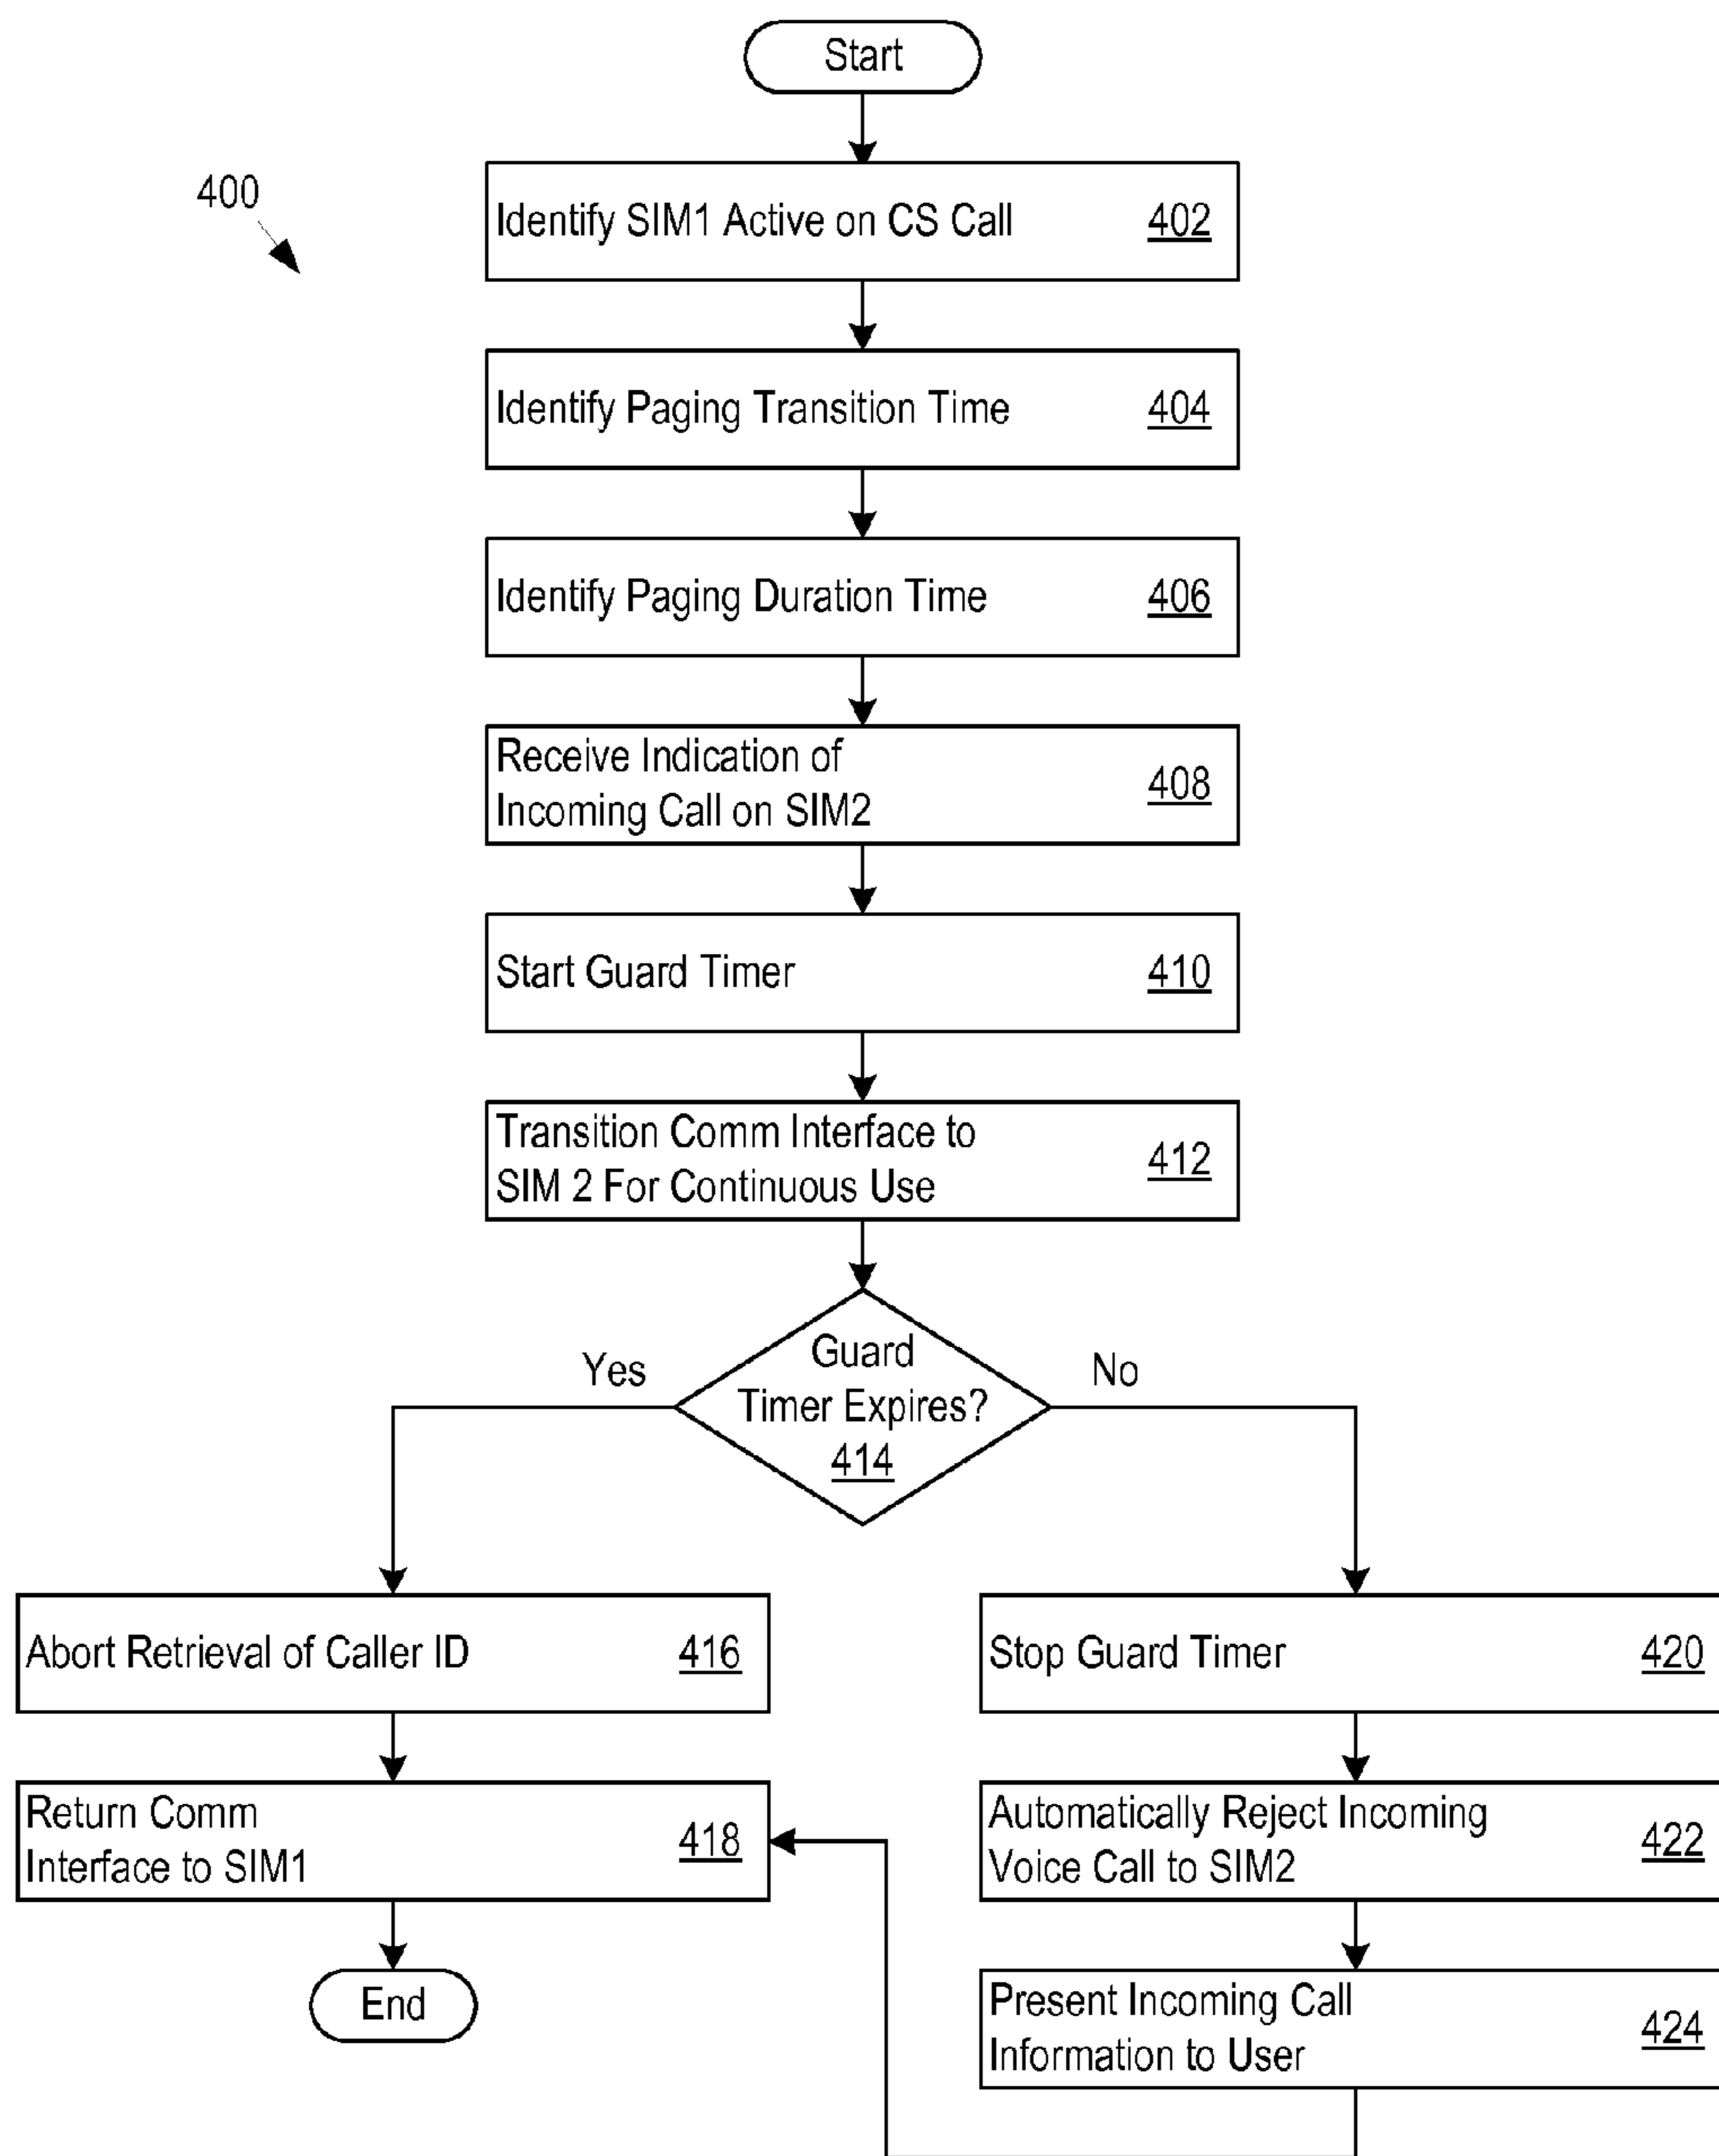 Start
400
Identify SIM1 Active on CS Call 402
Identify Paging Transition Time 404
Identify Paging Duration Time 406
Receive Indication of
Incoming Call on SIM2 408
Start Guard Timer 410
Transition Comm Interface to
SIM 2 For Continuous Use 412
Yes
Guard
Timer Expires?
414
No
Abort Retrieval of Caller ID 416
Return Comm
Interface to SIM1 418
End
Stop Guard Timer 420
Automatically Reject Incoming
Voice Call to SIM2 422
Present Incoming Call
Information to User 424